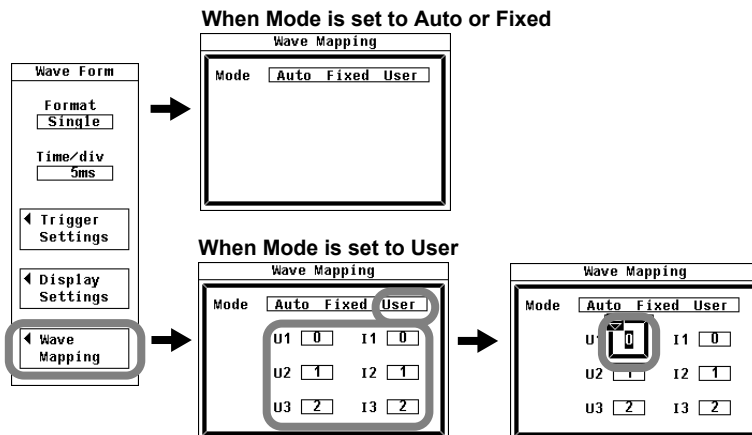 When Mode is set to Auto or Fixed
Wave Mapping
Mode Auto Fixed User
Wave Form
Format
Single
Time/div
5ms
Trigger
Settings
Display
Settings
Wave
Mapping
When Mode is set to User
Wave Mapping
Mode Auto Fixed User
U1 0 I1 0
U2 1 I2 1
U3 2 I3 2
Wave Mapping
Mode Auto Fixed User
U1 0 I1 0
U2 1 I2 1
U3 2 I3 2